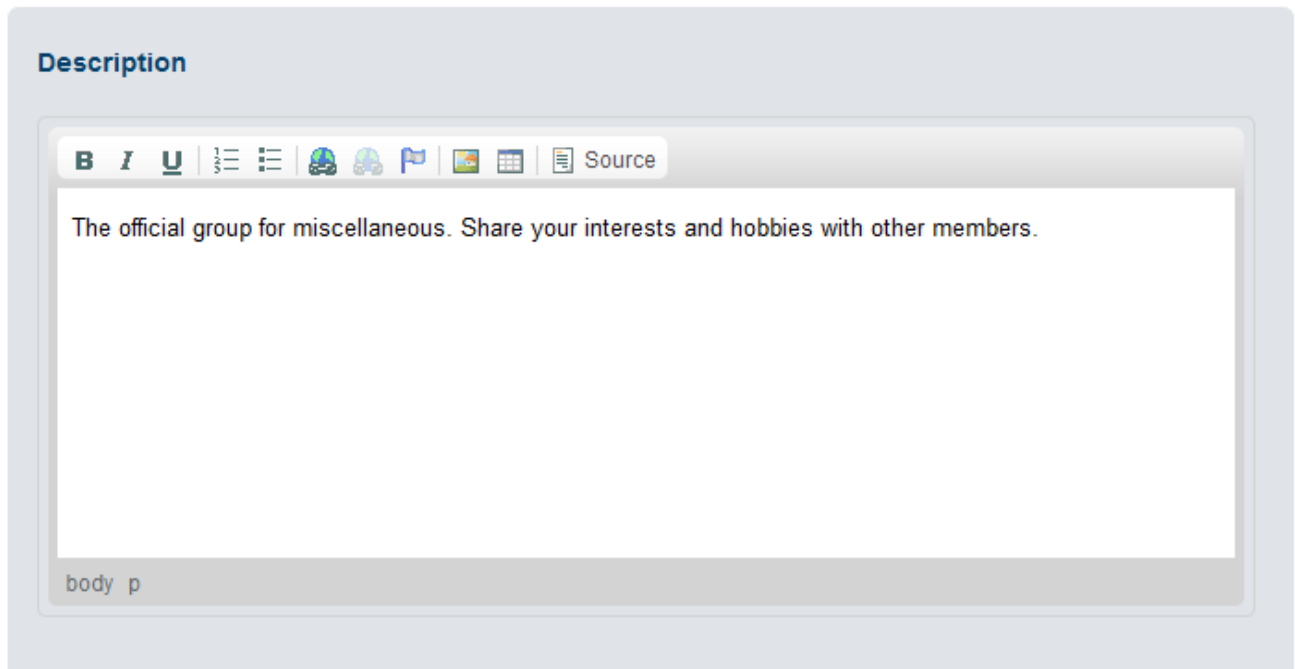 Description
B I U Source
The official group for miscellaneous. Share your interests and hobbies with other members.
body p